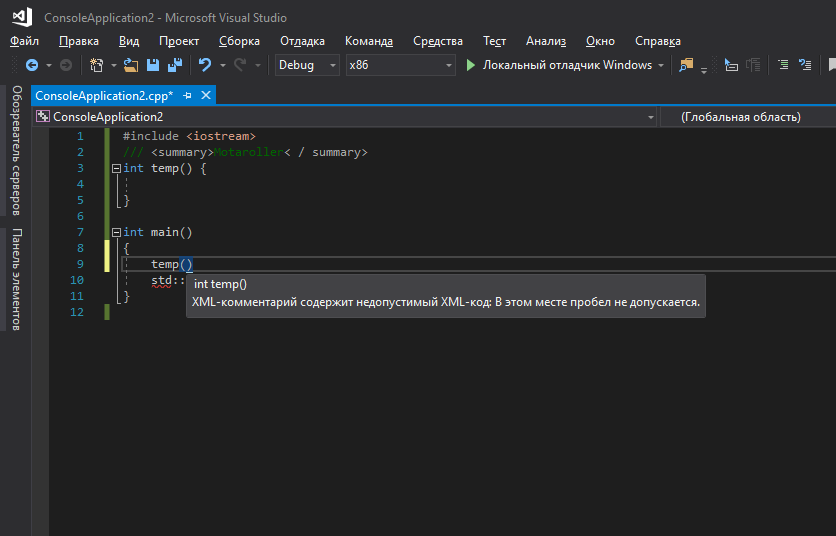 ConsoleApplication2 - Microsoft Visual Studio
Файл Правка Вид Проект Сборка Отладка Команда Средства Тест Анализ Окно Справка
Debug x86 Локальный отладчик Windows
Обозреватель серверов
Панель элементов
ConsoleApplication2.cpp*
ConsoleApplication2 (Глобальная область)
1 #include <iostream>
2 /// <summary>Motaroller< / summary>
3 int temp() {
4
5 }
6
7 int main()
8 {
9 temp()
10 std::
11 }
12
int temp()
XML-комментарий содержит недопустимый XML-код: В этом месте пробел не допускается.